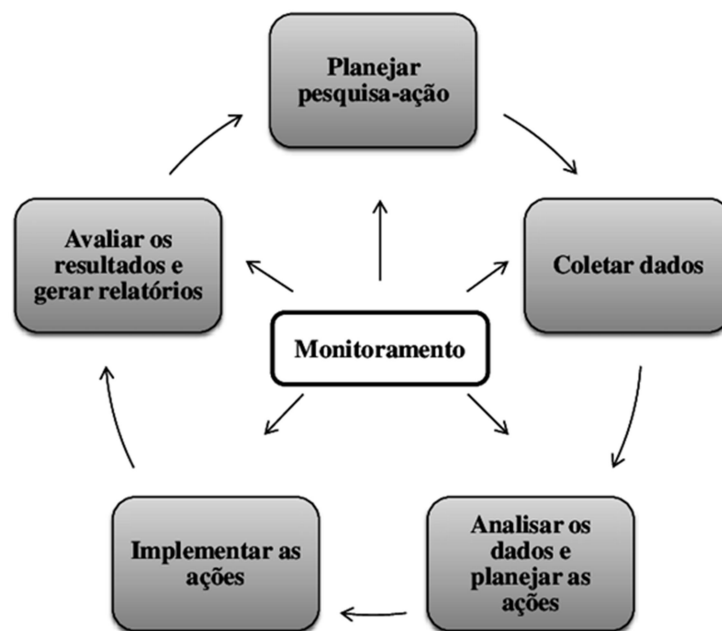 Planejar
pesquisa-ação
Avaliar os
resultados e
gerar relatórios
Coletar dados
Monitoramento
Implementar as
ações
Analisar os
dados e
planejar as
ações